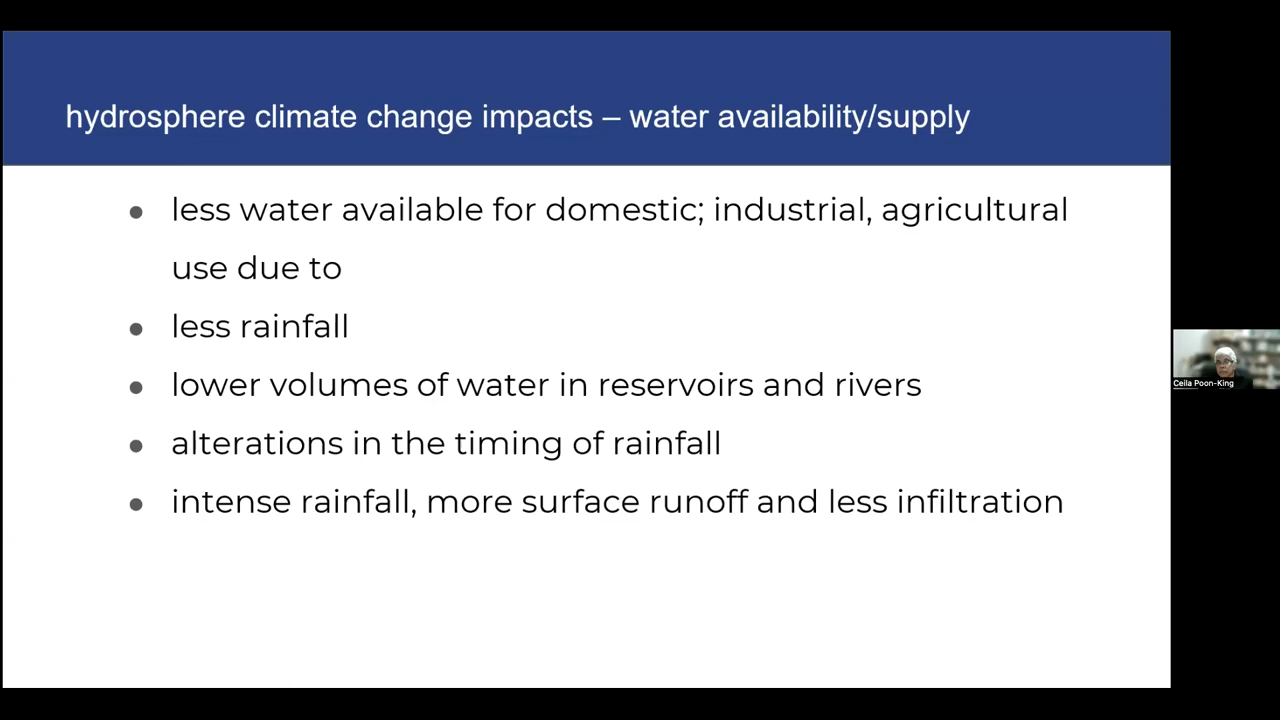 hydrosphere climate change impacts – water availability/supply
● less water available for domestic; industrial, agricultural
use due to
● less rainfall
● lower volumes of water in reservoirs and rivers
● alterations in the timing of rainfall
● intense rainfall, more surface runoff and less infiltration
Ceila Poon-King